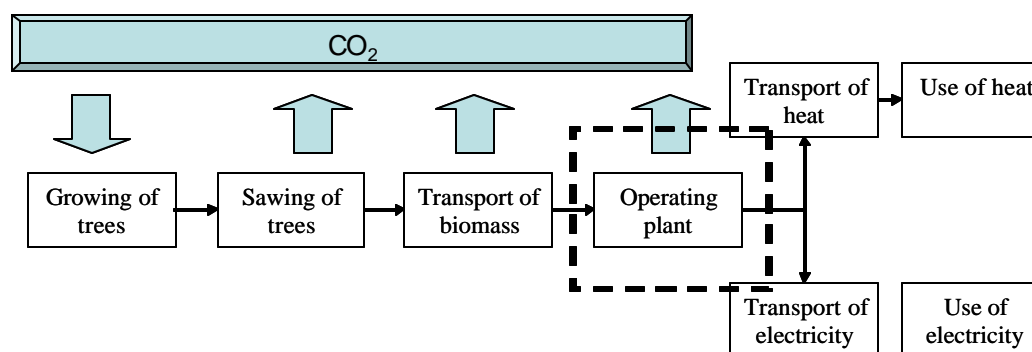 CO₂
Transport of
heat
Use of heat
Growing of
trees
Sawing of
trees
Transport of
biomass
Operating
plant
Transport of
electricity
Use of
electricity